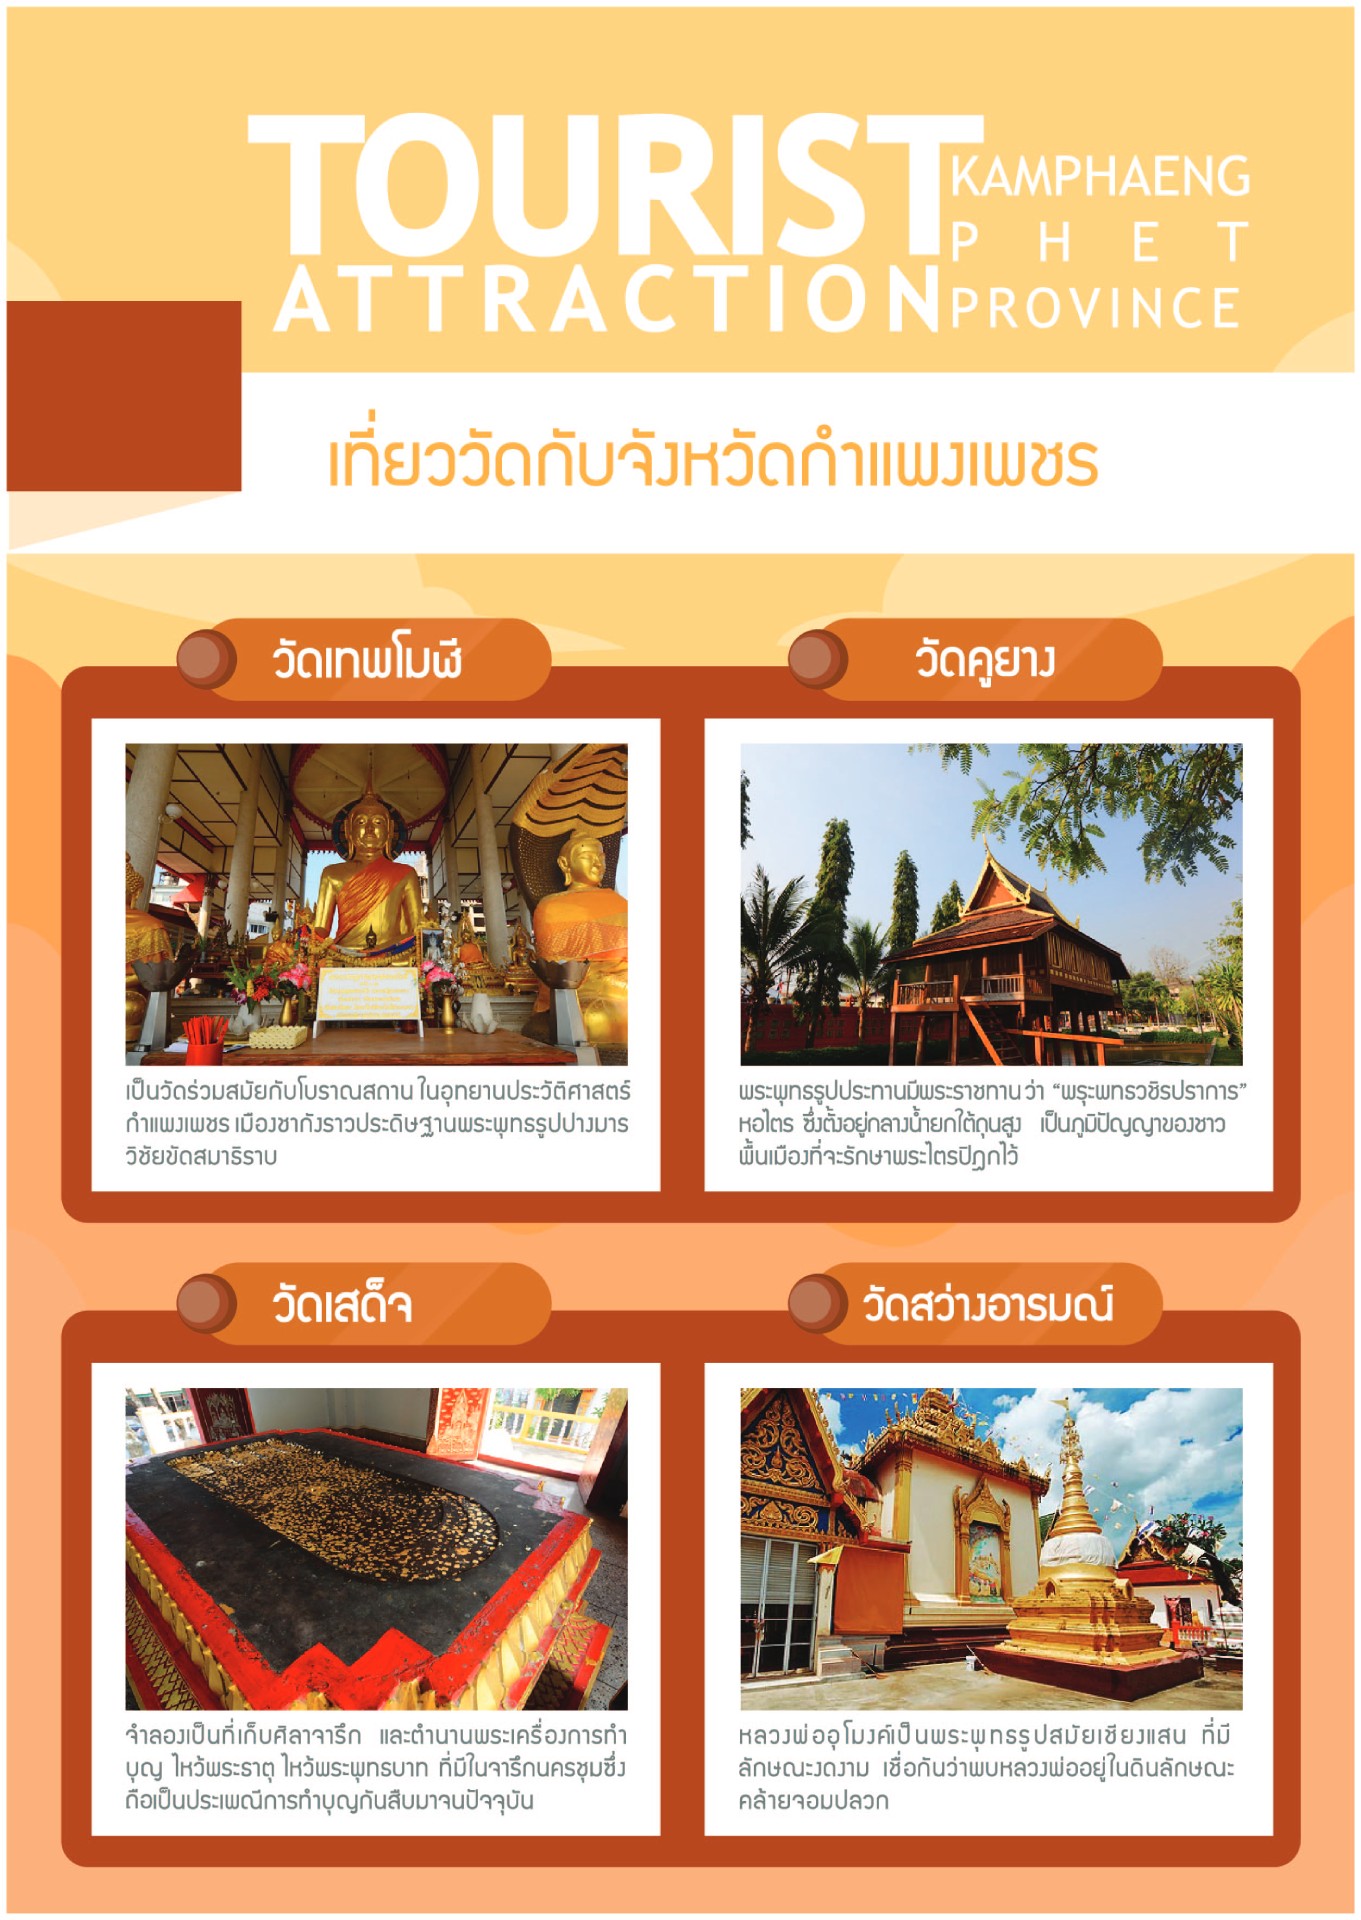 TOURIST
ATTRACTION
KAMPHAENG
PHET
PROVINCE
เที่ยววัดกับจังหวัดกำแพงเพชร
วัดเทพโมฬี
เป็นวัดร่วมสมัยกับโบราณสถาน ในอุทยานประวัติศาสตร์
กำแพงเพชร เมืองชากังราวประดิษฐานพระพุทธรูปปางมาร
วิชัยขัดสมาธิราบ
วัดคูยาง
พระพุทธรูปประทานมีพระราชทาน ว่า “พระพุทธวชิรปราการ”
หอไตร ซึ่งตั้งอยู่กลางน้ำยกใต้ถุนสูง เป็นภูมิปัญญาของชาว
พื้นเมืองที่จะรักษาพระไตรปิฎกไว้
วัดเสด็จ
จำลองเป็นที่เก็บศิลาจารึก และตำนานพระเครื่องการทำ
บุญ ไหว้พระธาตุ ไหว้พระพุทธบาท ที่มีในจารึกนครชุมซึ่ง
ถือเป็นประเพณีการทำบุญกันสืบมาจนปัจจุบัน
วัดสว่างอารมณ์
หลวงพ่ออุโมงค์เป็นพระพุทธรูปสมัยเชียงแสน ที่มี
ลักษณะงดงาม เชื่อกันว่าพบหลวงพ่ออยู่ในดินลักษณะ
คล้ายจอมปลวก